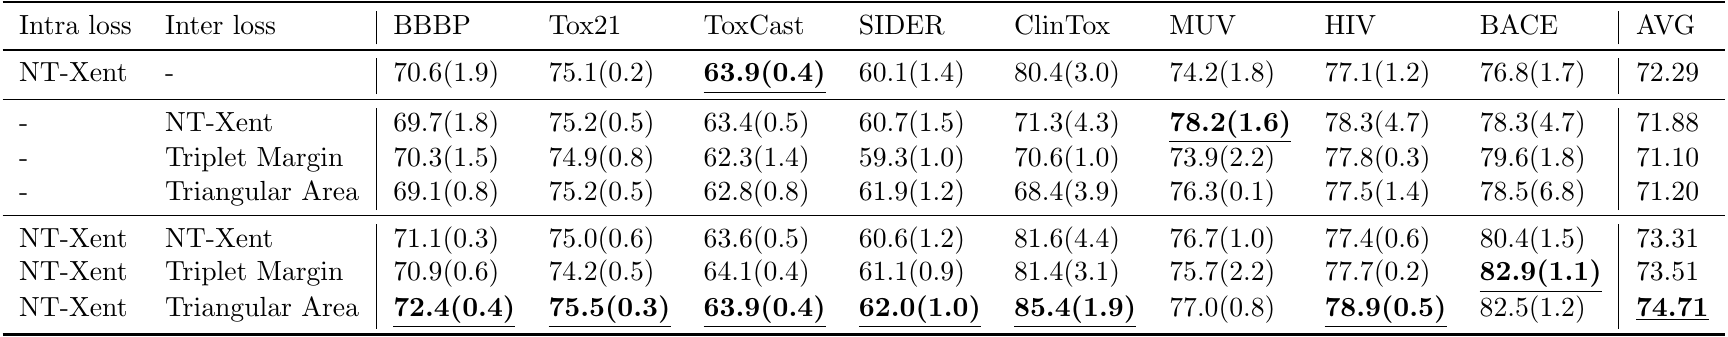 Intra loss Inter loss BBBP Tox21 ToxCast SIDER ClinTox MUV HIV BACE AVG
NT-Xent - 70.6(1.9) 75.1(0.2) 63.9(0.4) 60.1(1.4) 80.4(3.0) 74.2(1.8) 77.1(1.2) 76.8(1.7) 72.29
- NT-Xent 69.7(1.8) 75.2(0.5) 63.4(0.5) 60.7(1.5) 71.3(4.3) 78.2(1.6) 78.3(4.7) 78.3(4.7) 71.88
- Triplet Margin 70.3(1.5) 74.9(0.8) 62.3(1.4) 59.3(1.0) 70.6(1.0) 73.9(2.2) 77.8(0.3) 79.6(1.8) 71.10
- Triangular Area 69.1(0.8) 75.2(0.5) 62.8(0.8) 61.9(1.2) 68.4(3.9) 76.3(0.1) 77.5(1.4) 78.5(6.8) 71.20
NT-Xent NT-Xent 71.1(0.3) 75.0(0.6) 63.6(0.5) 60.6(1.2) 81.6(4.4) 76.7(1.0) 77.4(0.6) 80.4(1.5) 73.31
NT-Xent Triplet Margin 70.9(0.6) 74.2(0.5) 64.1(0.4) 61.1(0.9) 81.4(3.1) 75.7(2.2) 77.7(0.2) 82.9(1.1) 73.51
NT-Xent Triangular Area 72.4(0.4) 75.5(0.3) 63.9(0.4) 62.0(1.0) 85.4(1.9) 77.0(0.8) 78.9(0.5) 82.5(1.2) 74.71